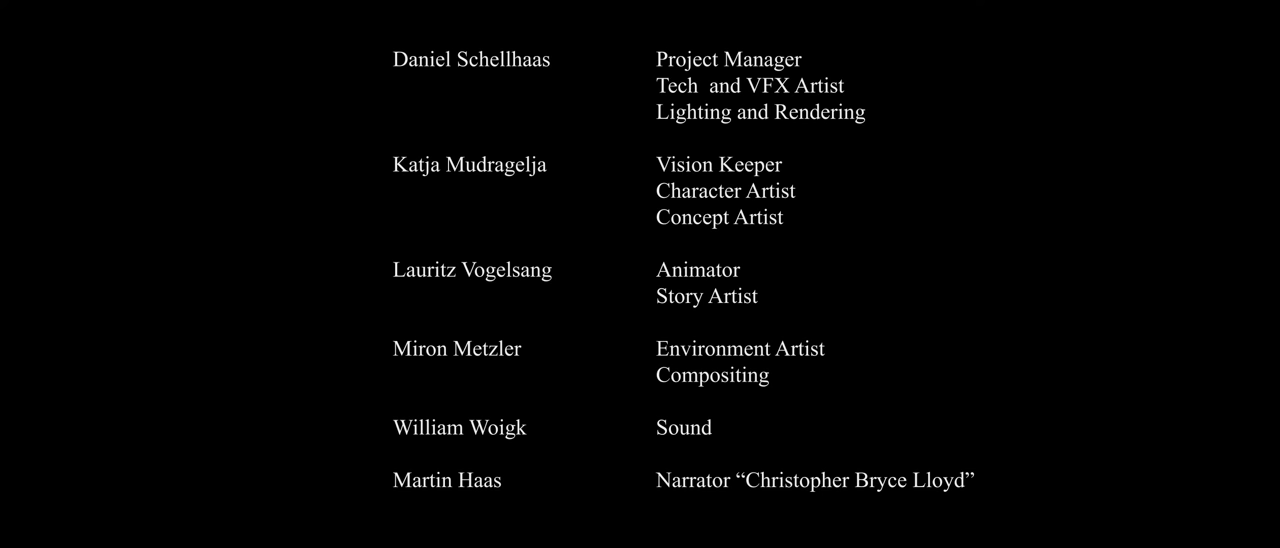 Daniel Schellhaas Project Manager
Tech  and VFX Artist
Lighting and Rendering
Katja Mudragelja Vision Keeper
Character Artist
Concept Artist
Lauritz Vogelsang Animator
Story Artist
Miron Metzler Environment Artist
Compositing
William Woigk Sound
Martin Haas Narrator “Christopher Bryce Lloyd”